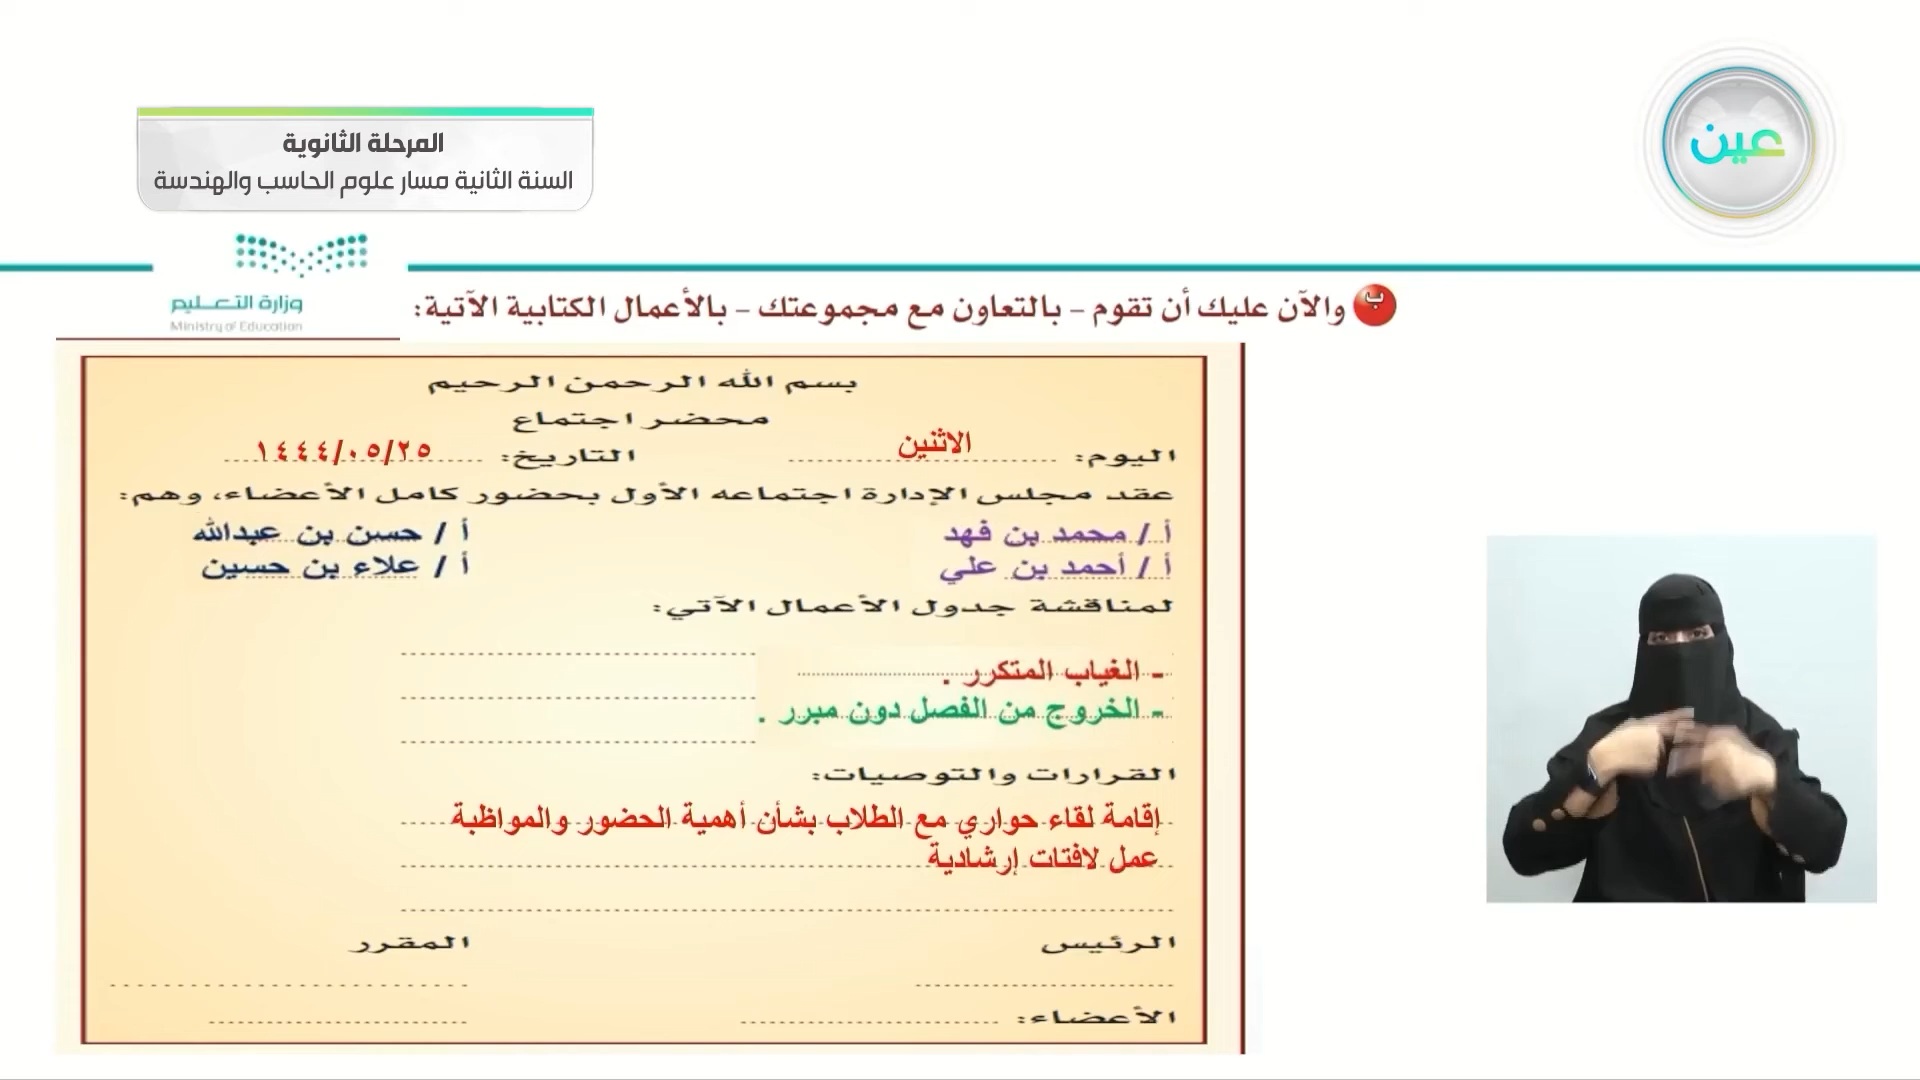 عين
المرحلة الثانوية
السنة الثانية مسار علوم الحاسب والهندسة
وزارة التعـــليم
Ministry of Education
ب والآن عليك أن تقوم – بالتعاون مع مجموعتك – بالأعمال الكتابية الآتية:
بسم الله الرحمن الرحيم
محضر اجتماع
اليوم: الاثنين التاريخ: ١٤٤٤/٠٥/٢٥
عقد مجلس الإدارة اجتماعه الأول بحضور كامل الأعضاء، وهم:
أ / محمد بن فهد أ / حسن بن عبدالله
أ / أحمد بن علي أ / علاء بن حسين
لمناقشة جدول الأعمال الآتي:
- الغياب المتكرر .
- الخروج من الفصل دون مبرر .
القرارات والتوصيات:
إقامة لقاء حواري مع الطلاب بشأن أهمية الحضور والمواظبة
عمل لافتات إرشادية
الرئيس المقرر
الأعضاء: